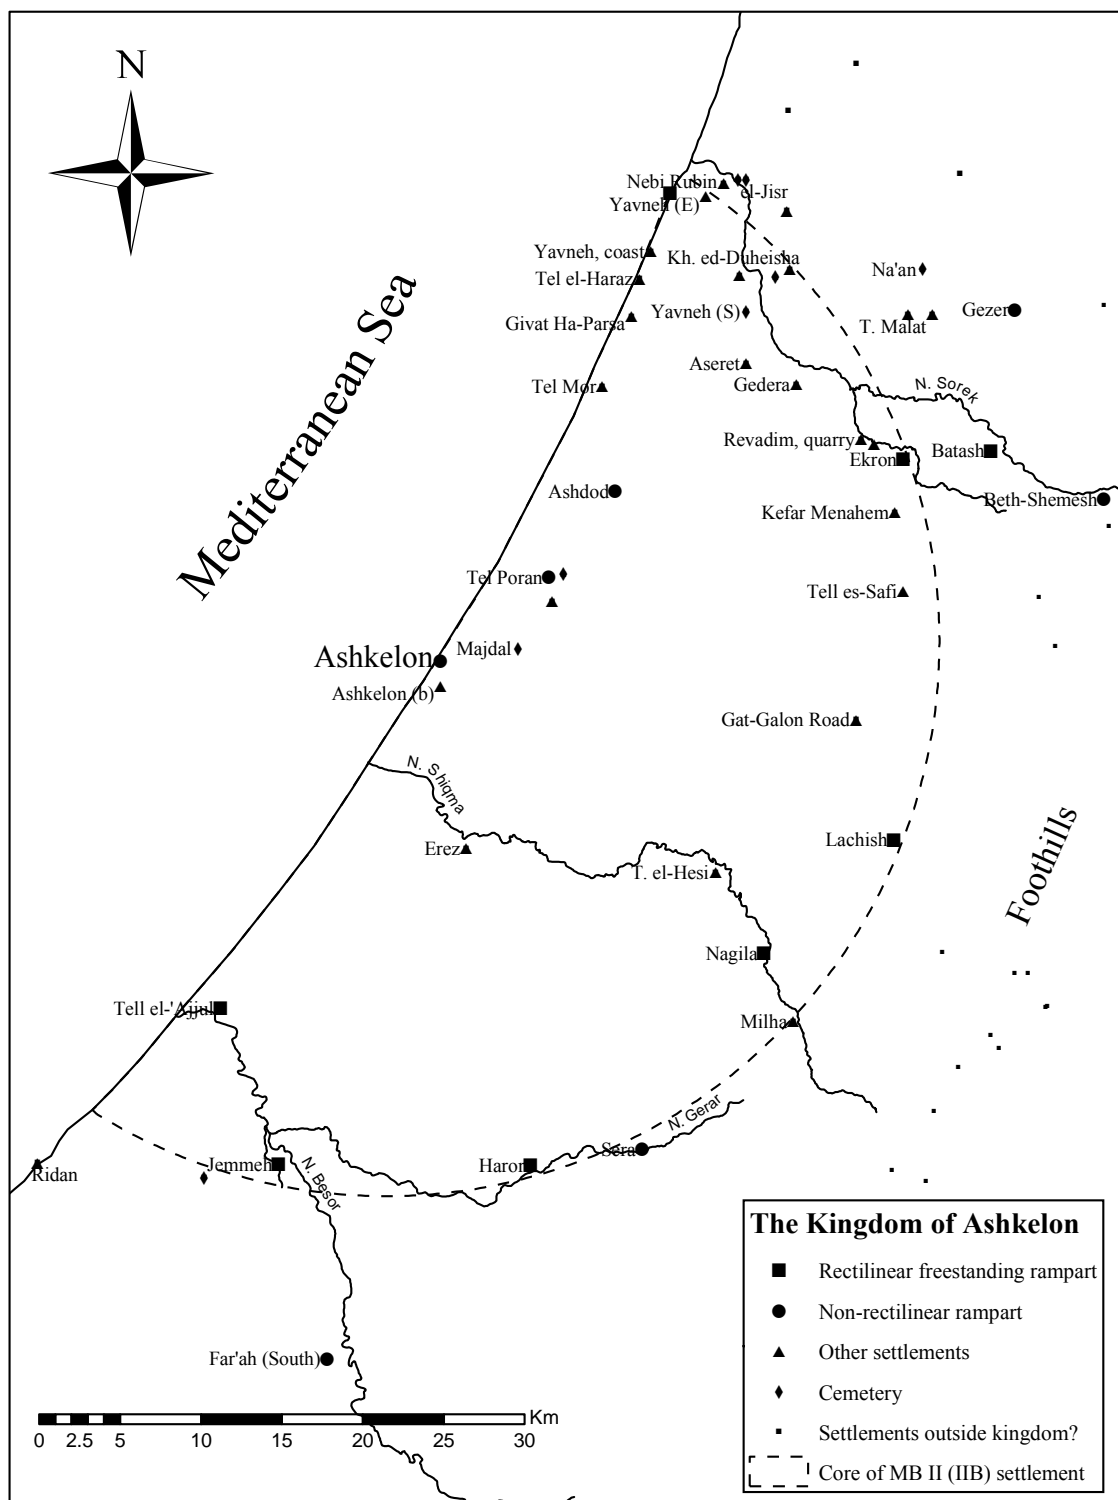 N
Nebi Rubin
el-Jisr
Yavneh (E)
Yavneh, coast
Kh. ed-Duheisha
Na'an
Tel el-Haraz
Gezer
Givat Ha-Parsa
Yavneh (S)
T. Malat
Mediterranean Sea
Aseret
Gedera
N. Sorek
Tel Mor
Revadim, quarry
Batash
Ekron
Ashdod
Beth-Shemesh
Kefar Menahem
Tel Poran
Tell es-Safi
Majdal
Ashkelon
Ashkelon (b)
Gat-Galon Road
N. Shiqma
Lachish
Foothills
Erez
T. el-Hesi
Nagila
Tell el-'Ajjul
Milha
N. Gerar
Sera
Ridan
Jemmeh
N. Besor
Haror
Far'ah (South)
Km
0 2.5 5 10 15 20 25 30
The Kingdom of Ashkelon
Rectilinear freestanding rampart
Non-rectilinear rampart
Other settlements
Cemetery
Settlements outside kingdom?
Core of MB II (IIB) settlement